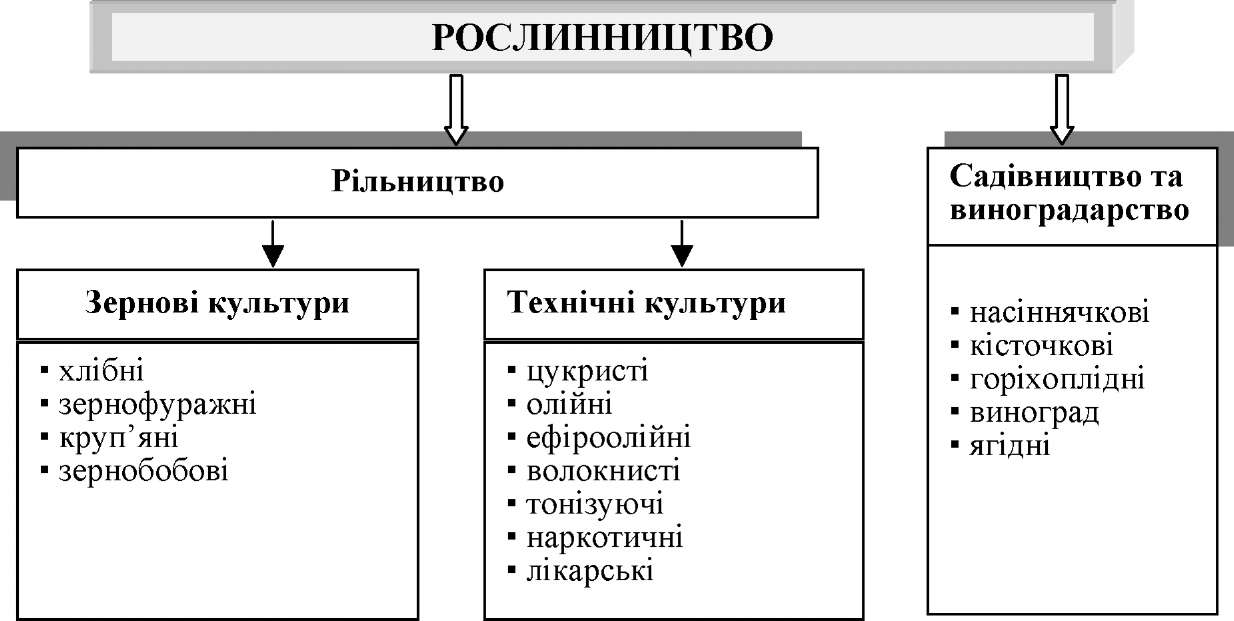 РОСЛИННИЦТВО
Рільництво
Зернові культури
▪ хлібні
▪ зернофуражні
▪ круп’яні
▪ зернобобові
Технічні культури
▪ цукристі
▪ олійні
▪ ефіроолійні
▪ волокнисті
▪ тонізуючі
▪ наркотичні
▪ лікарські
Садівництво та
виноградарство
▪ насіннячкові
▪ кісточкові
▪ горіхоплідні
▪ виноград
▪ ягідні